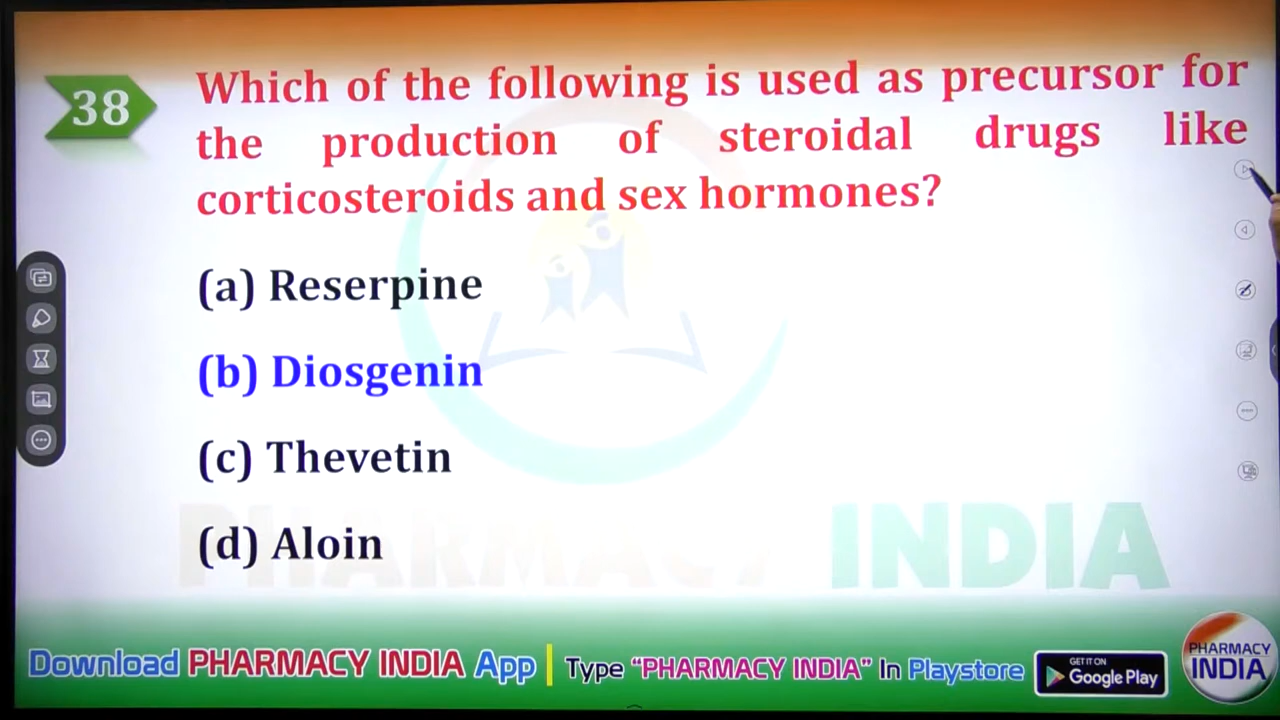 38
Which of the following is used as precursor for
the production of steroidal drugs like
corticosteroids and sex hormones?
(a) Reserpine
(b) Diosgenin
(c) Thevetin
(d) Aloin
PHARMACY INDIA
Download PHARMACY INDIA App | Type “PHARMACY INDIA” In Playstore
GET IT ON
Google Play
PHARMACY
INDIA